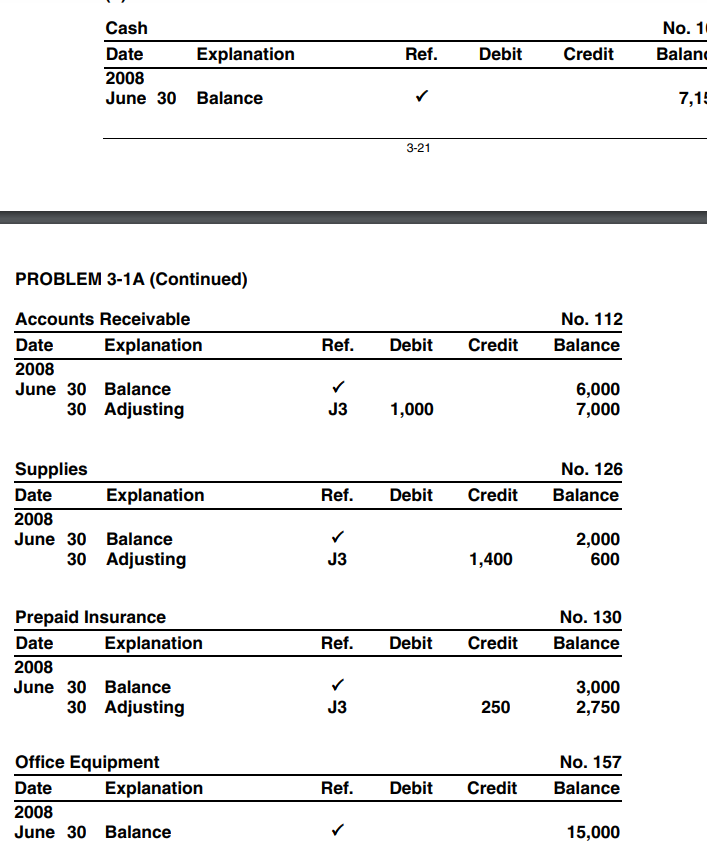 Cash No. 1
Date Explanation Ref. Debit Credit Balanc
2008
June 30 Balance ✓ 7,15
3-21
PROBLEM 3-1A (Continued)
Accounts Receivable No. 112
Date Explanation Ref. Debit Credit Balance
2008
June 30 Balance ✓ 6,000
30 Adjusting J3 1,000 7,000
Supplies No. 126
Date Explanation Ref. Debit Credit Balance
2008
June 30 Balance ✓ 2,000
30 Adjusting J3 1,400 600
Prepaid Insurance No. 130
Date Explanation Ref. Debit Credit Balance
2008
June 30 Balance ✓ 3,000
30 Adjusting J3 250 2,750
Office Equipment No. 157
Date Explanation Ref. Debit Credit Balance
2008
June 30 Balance ✓ 15,000